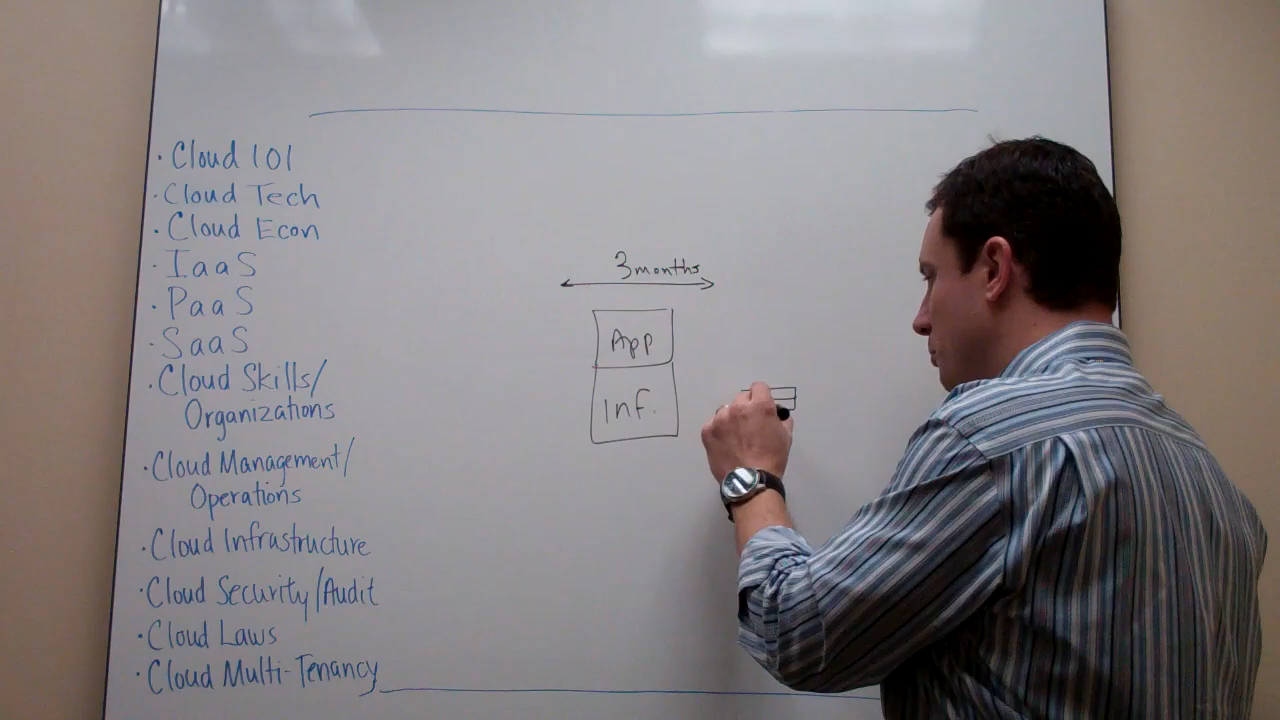 · Cloud 101
· Cloud Tech
· Cloud Econ
· IaaS
· PaaS
· SaaS
· Cloud Skills/
Organizations
· Cloud Management/
Operations
· Cloud Infrastructure
· Cloud Security/Audit
· Cloud Laws
· Cloud Multi-Tenancy
3 months
App
Inf.